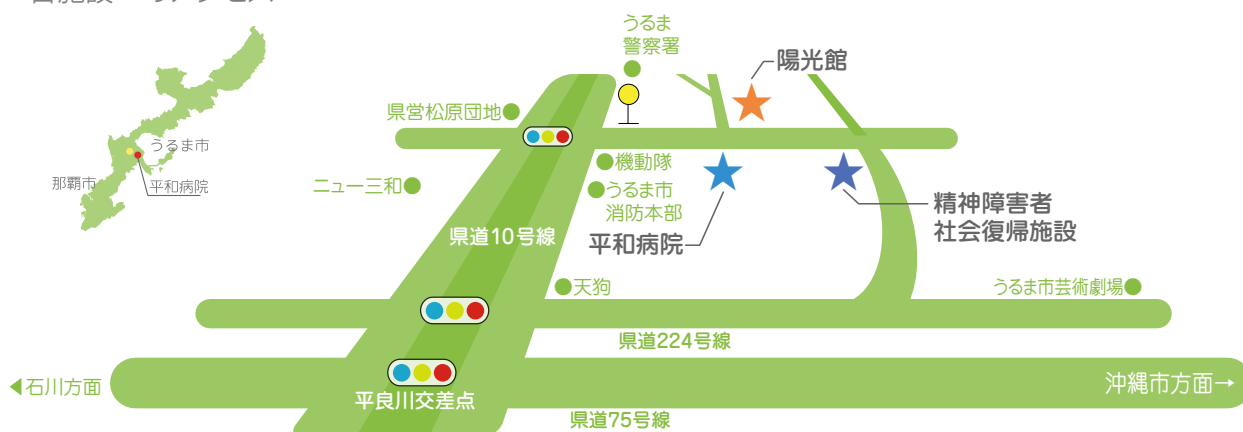 うるま
警察署
陽光館
県営松原団地
うるま市
那覇市
平和病院
機動隊
ニュー三和
うるま市
消防本部
精神障害者
社会復帰施設
県道10号線
平和病院
天狗
うるま市芸術劇場
県道224号線
石川方面
沖縄市方面→
平良川交差点
県道75号線